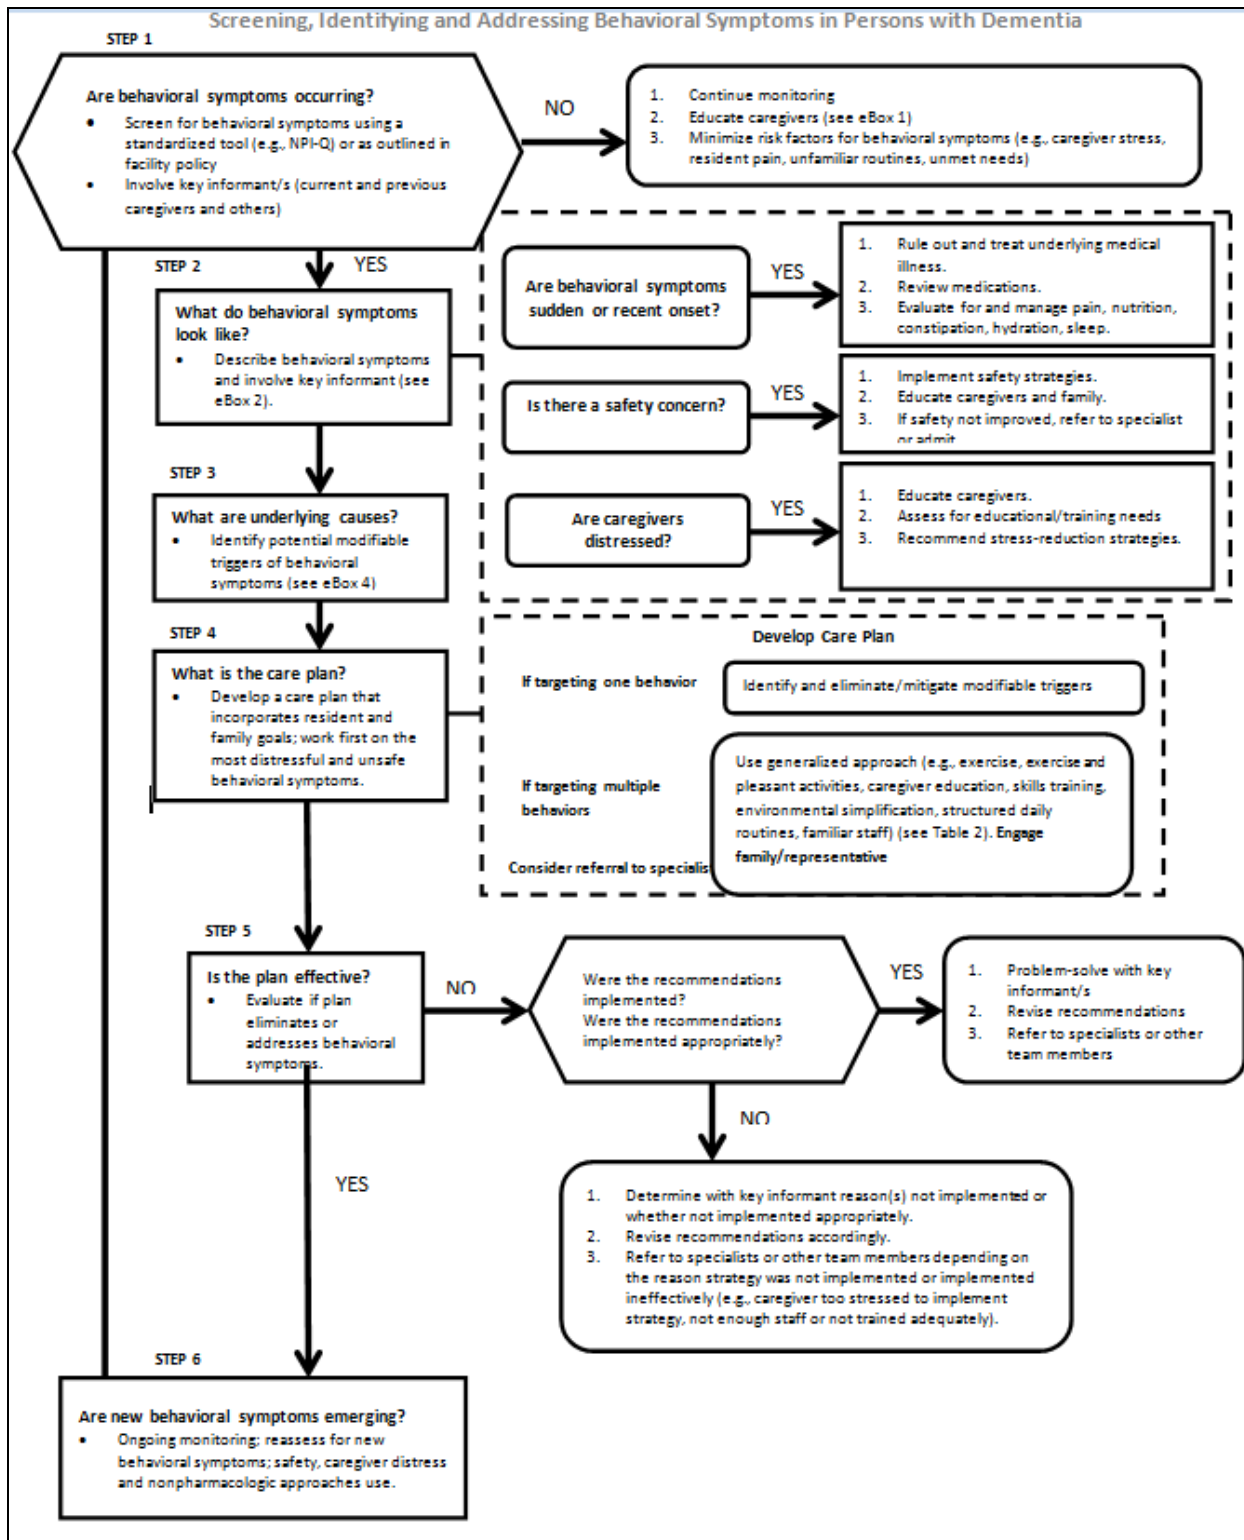 Screening, Identifying and Addressing Behavioral Symptoms in Persons with Dementia
STEP 1
Are behavioral symptoms occurring?
• Screen for behavioral symptoms using a
standardized tool (e.g., NPI-Q) or as outlined in
facility policy
• Involve key informant/s (current and previous
caregivers and others)
NO
1. Continue monitoring
2. Educate caregivers (see eBox 1)
3. Minimize risk factors for behavioral symptoms (e.g., caregiver stress,
resident pain, unfamiliar routines, unmet needs)
YES
STEP 2
What do behavioral symptoms
look like?
• Describe behavioral symptoms
and involve key informant (see
eBox 2).
Are behavioral symptoms
sudden or recent onset?
YES
1. Rule out and treat underlying medical
illness.
2. Review medications.
3. Evaluate for and manage pain, nutrition,
constipation, hydration, sleep.
Is there a safety concern?
YES
1. Implement safety strategies.
2. Educate caregivers and family.
3. If safety not improved, refer to specialist
or admit
Are caregivers
distressed?
YES
1. Educate caregivers.
2. Assess for educational/training needs
3. Recommend stress-reduction strategies.
STEP 3
What are underlying causes?
• Identify potential modifiable
triggers of behavioral
symptoms (see eBox 4)
STEP 4
What is the care plan?
• Develop a care plan that
incorporates resident and
family goals; work first on the
most distressful and unsafe
behavioral symptoms.
Develop Care Plan
If targeting one behavior
Identify and eliminate/mitigate modifiable triggers
If targeting multiple
behaviors
Use generalized approach (e.g., exercise, exercise and
pleasant activities, caregiver education, skills training,
environmental simplification, structured daily
routines, familiar staff) (see Table 2). Engage
family/representative
Consider referral to specialist
STEP 5
Is the plan effective?
• Evaluate if plan
eliminates or
addresses behavioral
symptoms.
NO
Were the recommendations
implemented?
Were the recommendations
implemented appropriately?
YES
1. Problem-solve with key
informant/s
2. Revise recommendations
3. Refer to specialists or other
team members
NO
1. Determine with key informant reason(s) not implemented or
whether not implemented appropriately.
2. Revise recommendations accordingly.
3. Refer to specialists or other team members depending on
the reason strategy was not implemented or implemented
ineffectively (e.g., caregiver too stressed to implement
strategy, not enough staff or not trained adequately).
YES
STEP 6
Are new behavioral symptoms emerging?
• Ongoing monitoring; reassess for new
behavioral symptoms; safety, caregiver distress
and nonpharmacologic approaches use.